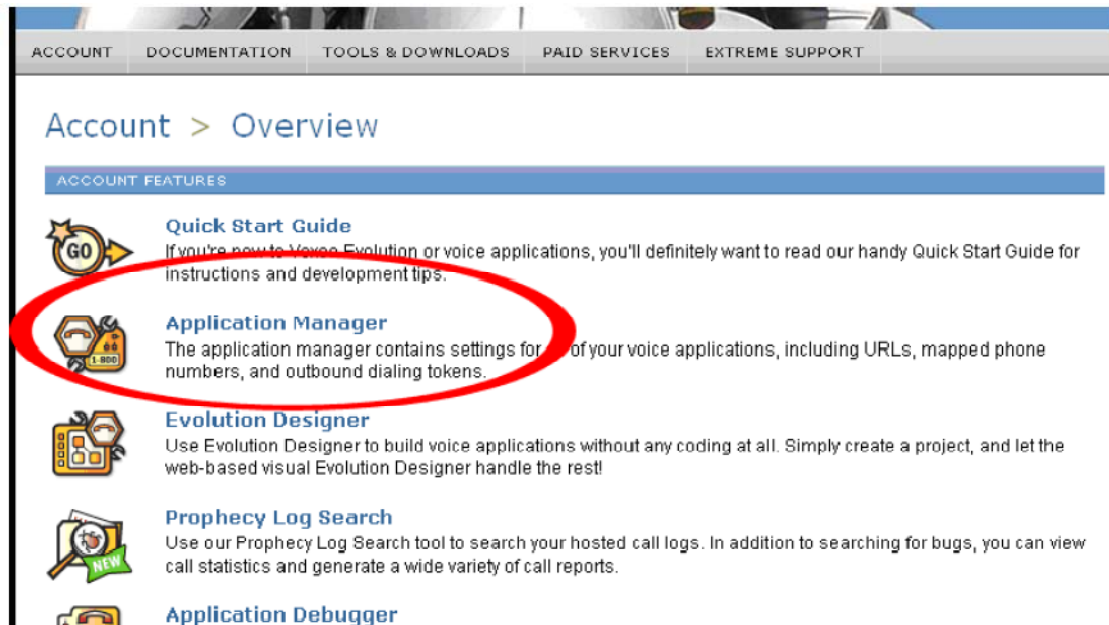 ACCOUNT DOCUMENTATION TOOLS & DOWNLOADS PAID SERVICES EXTREME SUPPORT
Account > Overview
ACCOUNT FEATURES
Quick Start Guide
GO
If you're new to Voxeo Evolution or voice applications, you'll definitely want to read our handy Quick Start Guide for
instructions and development tips.
Application Manager
The application manager contains settings for of your voice applications, including URLs, mapped phone
1-800
numbers, and outbound dialing tokens.
Evolution Designer
Use Evolution Designer to build voice applications without any coding at all. Simply create a project, and let the
web-based visual Evolution Designer handle the rest!
Prophecy Log Search
Use our Prophecy Log Search tool to search your hosted call logs. In addition to searching for bugs, you can view
NEW
call statistics and generate a wide variety of call reports.
Application Debugger